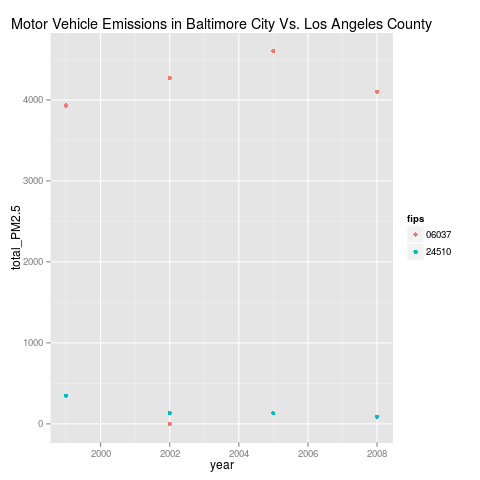 Motor Vehicle Emissions in Baltimore City Vs. Los Angeles County
total_PM2.5
4000
3000
2000
1000
0
2000 2002 2004 2006 2008
year
fips
06037
24510